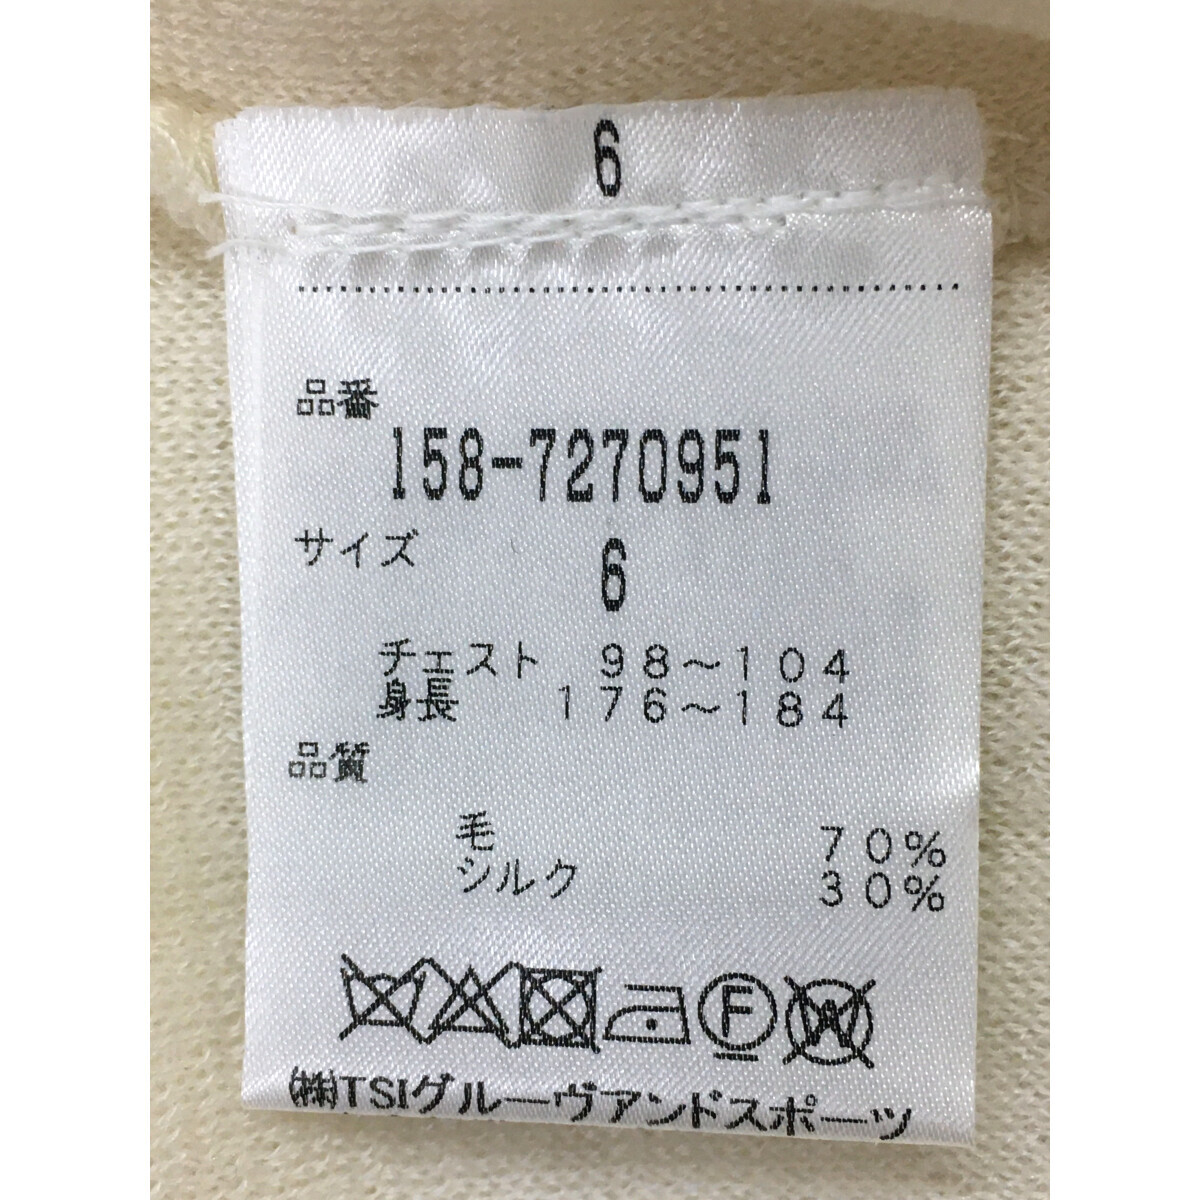 6
品番
158-7270951
サイズ
6
チェスト 98～104
身長 176～184
品質
毛 70%
シルク 30%
F W
㈱TSIグルーヴアンドスポーツ